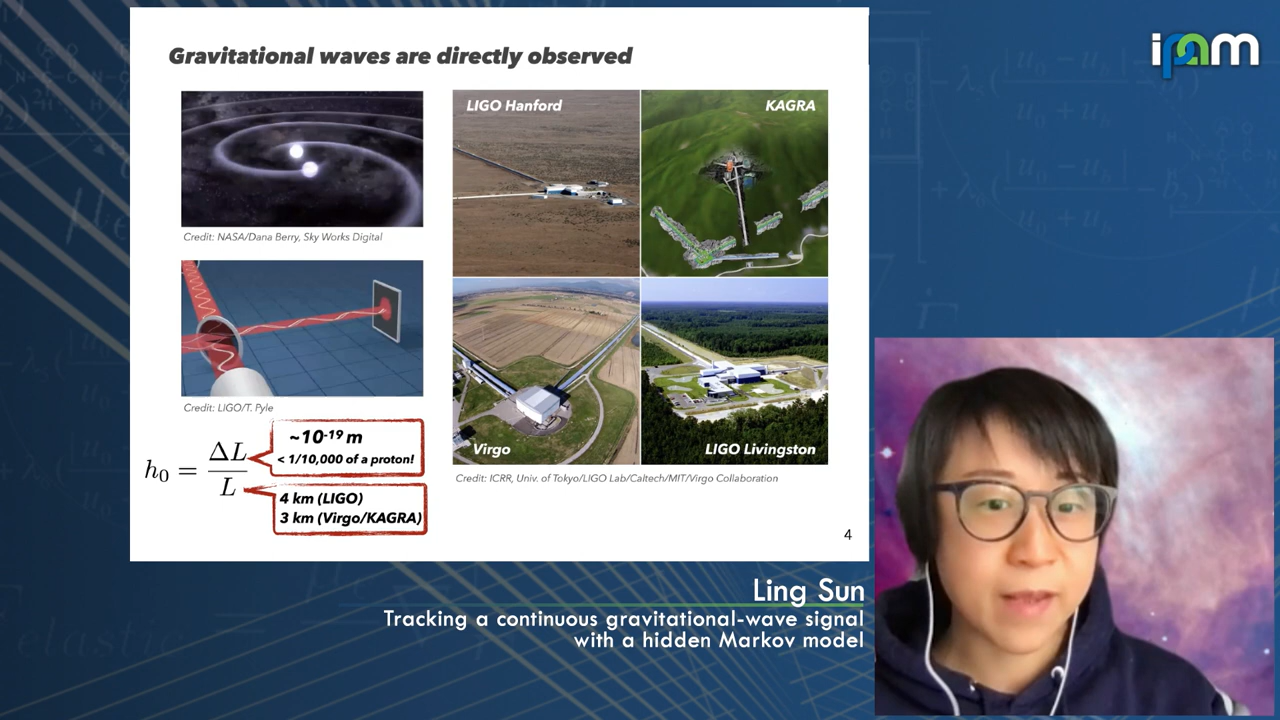 Gravitational waves are directly observed
ipam
LIGO Hanford
KAGRA
Credit: NASA/Dana Berry, Sky Works Digital
Credit: LIGO/T. Pyle
Virgo
LIGO Livingston
Credit: ICRR, Univ. of Tokyo/LIGO Lab/Caltech/MIT/Virgo Collaboration
h₀ = ΔL / L
~10⁻¹⁹ m
< 1/10,000 of a proton!
4 km (LIGO)
3 km (Virgo/KAGRA)
4
Ling Sun
Tracking a continuous gravitational-wave signal
with a hidden Markov model